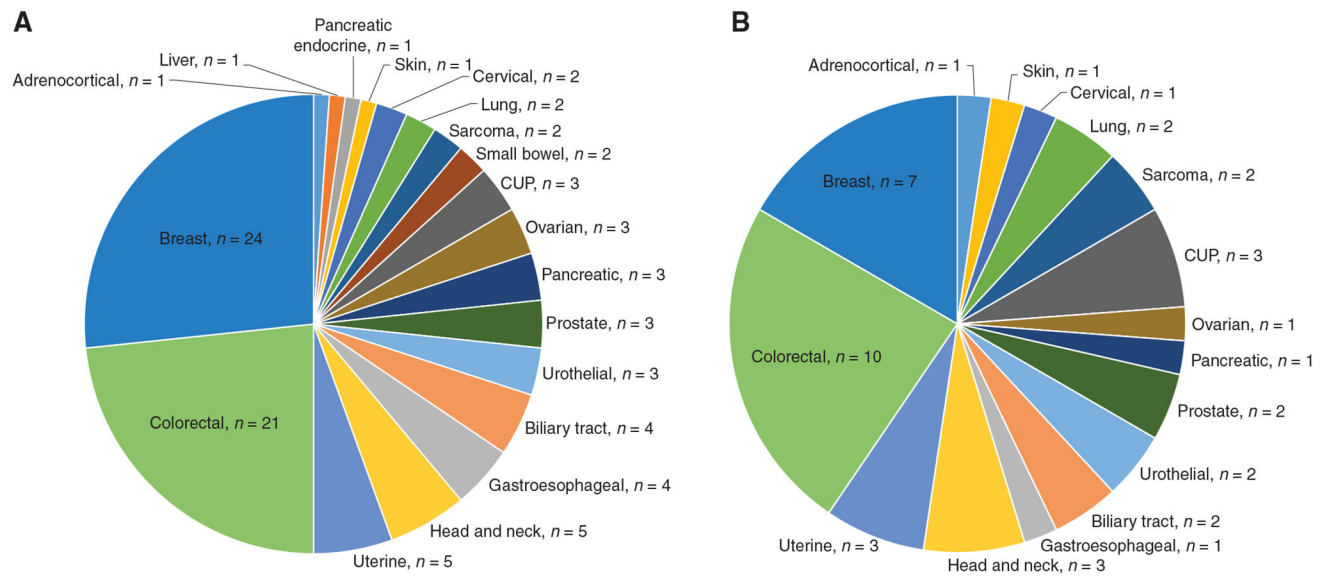 A
Pancreatic
endocrine, n = 1
Liver, n = 1
Skin, n = 1
Adrenocortical, n = 1
Cervical, n = 2
Lung, n = 2
Sarcoma, n = 2
Small bowel, n = 2
CUP, n = 3
Ovarian, n = 3
Breast, n = 24
Pancreatic, n = 3
Prostate, n = 3
Urothelial, n = 3
Colorectal, n = 21
Biliary tract, n = 4
Gastroesophageal, n = 4
Head and neck, n = 5
Uterine, n = 5
B
Adrenocortical, n = 1
Skin, n = 1
Cervical, n = 1
Lung, n = 2
Sarcoma, n = 2
Breast, n = 7
CUP, n = 3
Ovarian, n = 1
Colorectal, n = 10
Pancreatic, n = 1
Prostate, n = 2
Urothelial, n = 2
Biliary tract, n = 2
Uterine, n = 3
Gastroesophageal, n = 1
Head and neck, n = 3